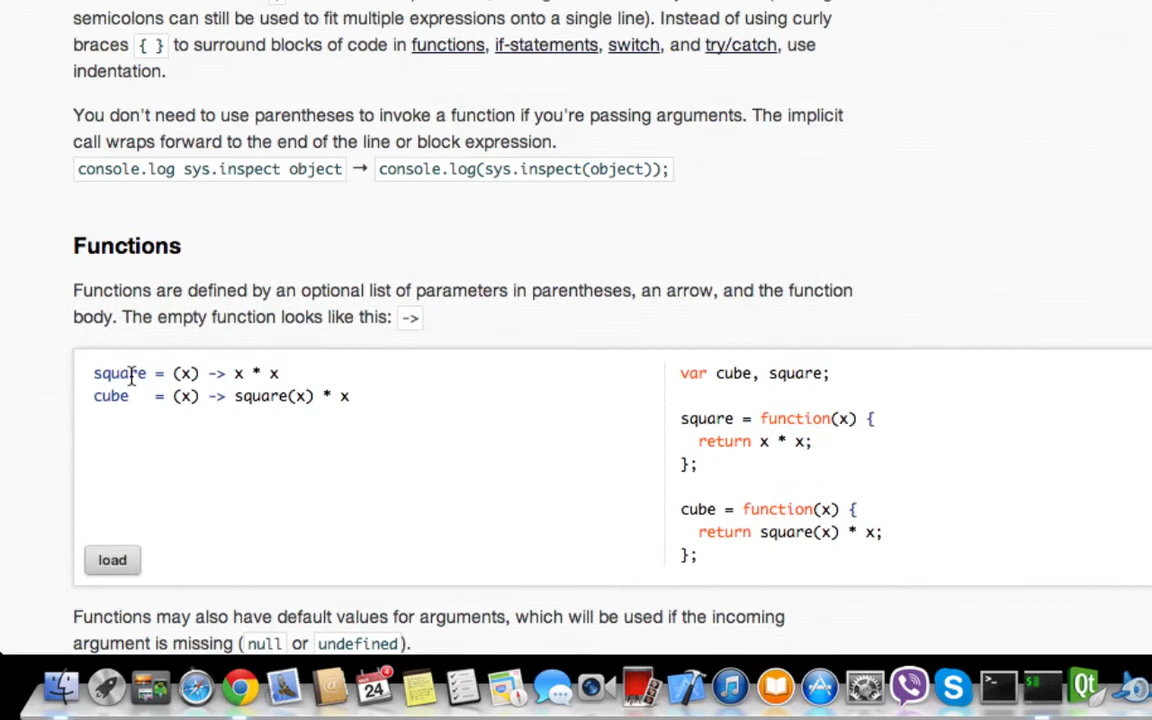 semicolons can still be used to fit multiple expressions onto a single line). Instead of using curly
braces { } to surround blocks of code in functions, if-statements, switch, and try/catch, use
indentation.
You don't need to use parentheses to invoke a function if you're passing arguments. The implicit
call wraps forward to the end of the line or block expression.
console.log sys.inspect object → console.log(sys.inspect(object));
Functions
Functions are defined by an optional list of parameters in parentheses, an arrow, and the function
body. The empty function looks like this: ->
square = (x) -> x * x
cube   = (x) -> square(x) * x
load
var cube, square;
square = function(x) {
  return x * x;
};
cube = function(x) {
  return square(x) * x;
};
Functions may also have default values for arguments, which will be used if the incoming
argument is missing (null or undefined).
24
Qt